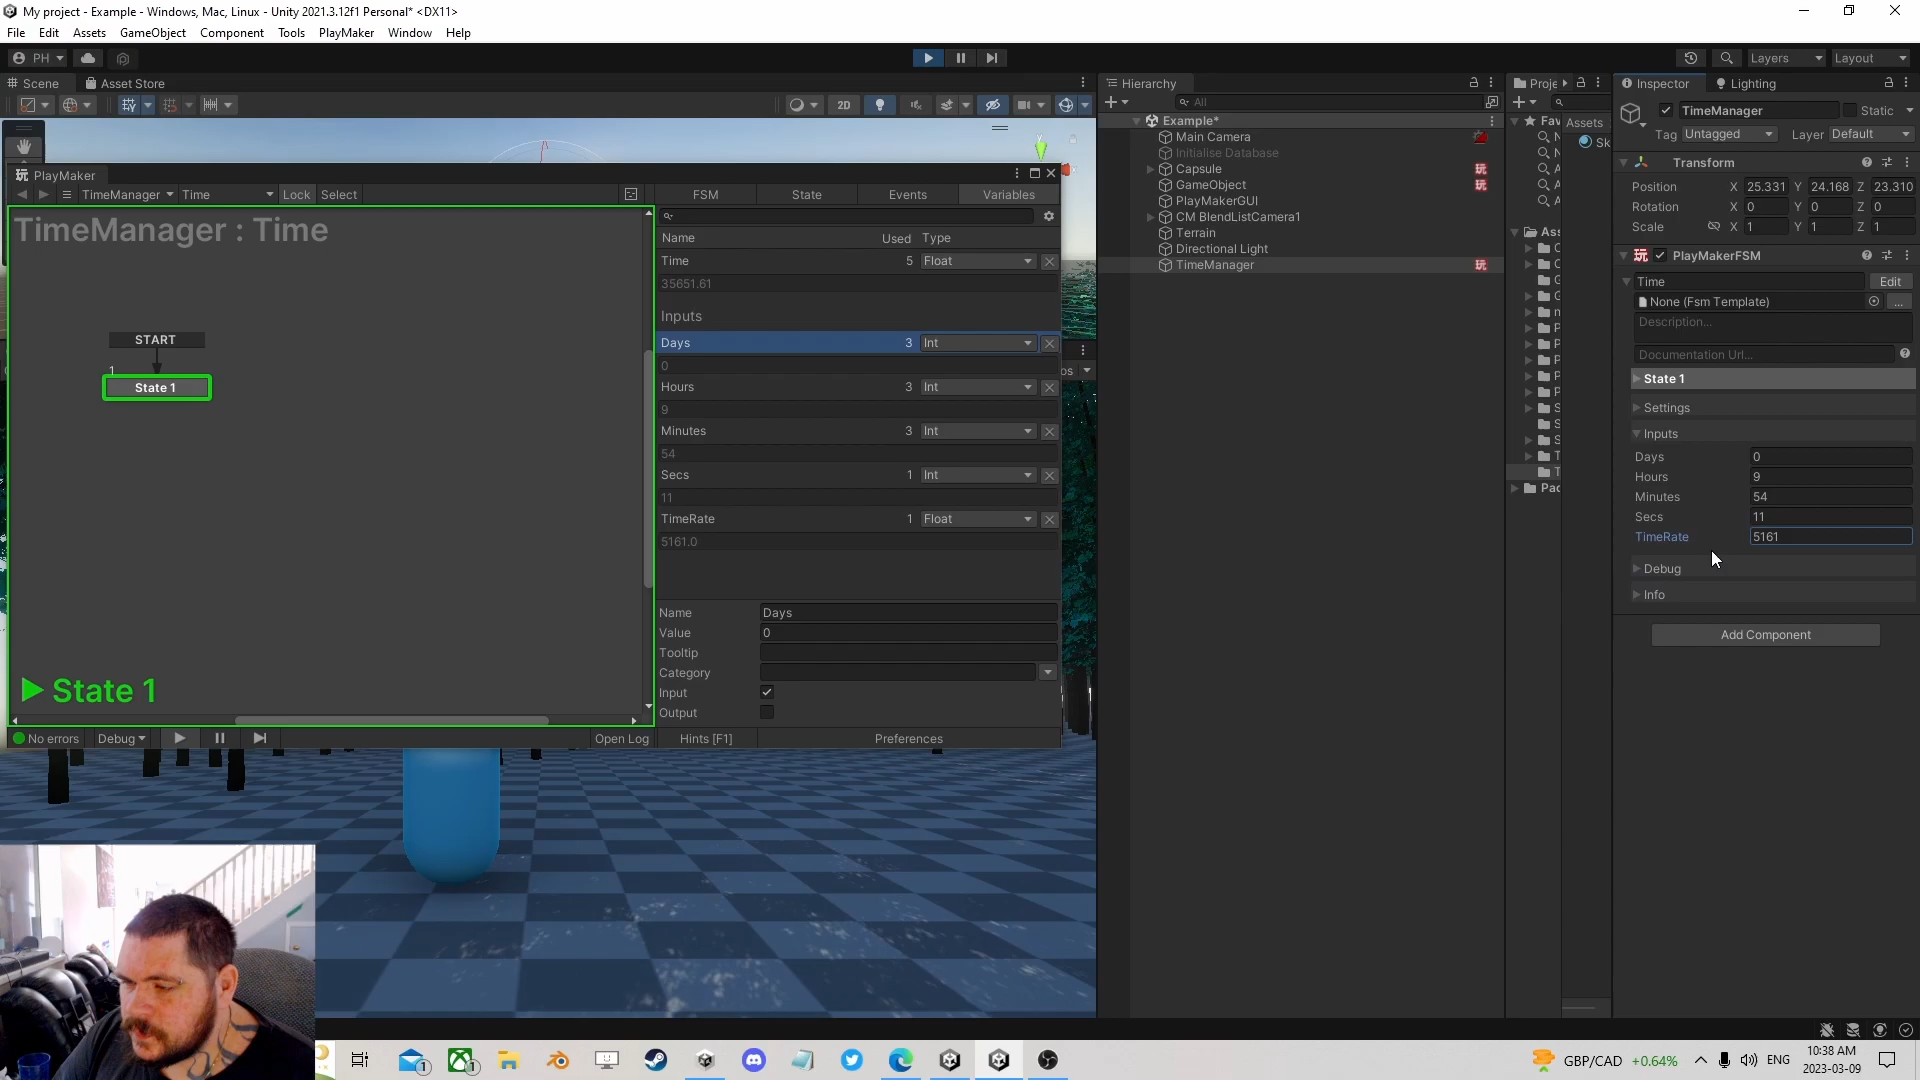 My project - Example - Windows, Mac, Linux - Unity 2021.3.12f1 Personal* <DX11>
File Edit Assets GameObject Component Tools PlayMaker Window Help
PH Layers Layout
Scene Asset Store
2D
Hierarchy
All
Example*
Main Camera
Initialise Database
Capsule
GameObject
PlayMakerGUI
CM BlendListCamera1
Terrain
Directional Light
TimeManager
PlayMaker
TimeManager Time Lock Select
TimeManager : Time
START
1
State 1
State 1
No errors Debug Open Log
FSM State Events Variables
Name Used Type
Time 5 Float
35651.61
Inputs
Days 3 Int
0
Hours 3 Int
9
Minutes 3 Int
54
Secs 1 Int
11
TimeRate 1 Float
5161.0
Name Days
Value 0
Tooltip
Category
Input
Output
Hints [F1] Preferences
Proje
Assets
Fav
Sk
Ass
Pac
Inspector Lighting
TimeManager Static
Tag Untagged Layer Default
Transform
Position X 25.331 Y 24.168 Z 23.310
Rotation X 0 Y 0 Z 0
Scale X 1 Y 1 Z 1
PlayMakerFSM
Time Edit
None (Fsm Template) ...
Description...
Documentation Url...
State 1
Settings
Inputs
Days 0
Hours 9
Minutes 54
Secs 11
TimeRate 5161
Debug
Info
Add Component
GBP/CAD +0.64% ENG 10:38 AM
2023-03-09